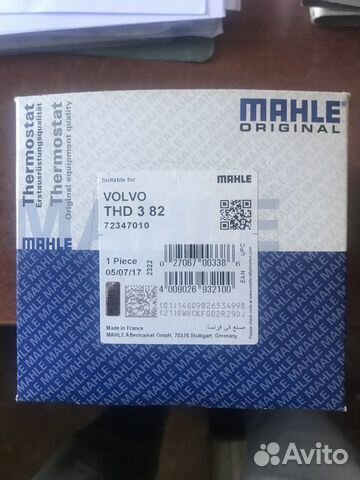 Thermostat
Erstausrüstungsqualität
Thermostat
Original equipment quality
MAHLE
ORIGINAL
Suitable for
MAHLE
VOLVO
THD 3 82
72347010
1 Piece
05/07/17
2322
0 27067 00338 6
UPC
4 009026 932100
EAN
(01)14009026534998
Made in France
صنع في فرنسا
MAHLE Aftermarket GmbH, 70376 Stuttgart, Germany
MAHLE
Avito